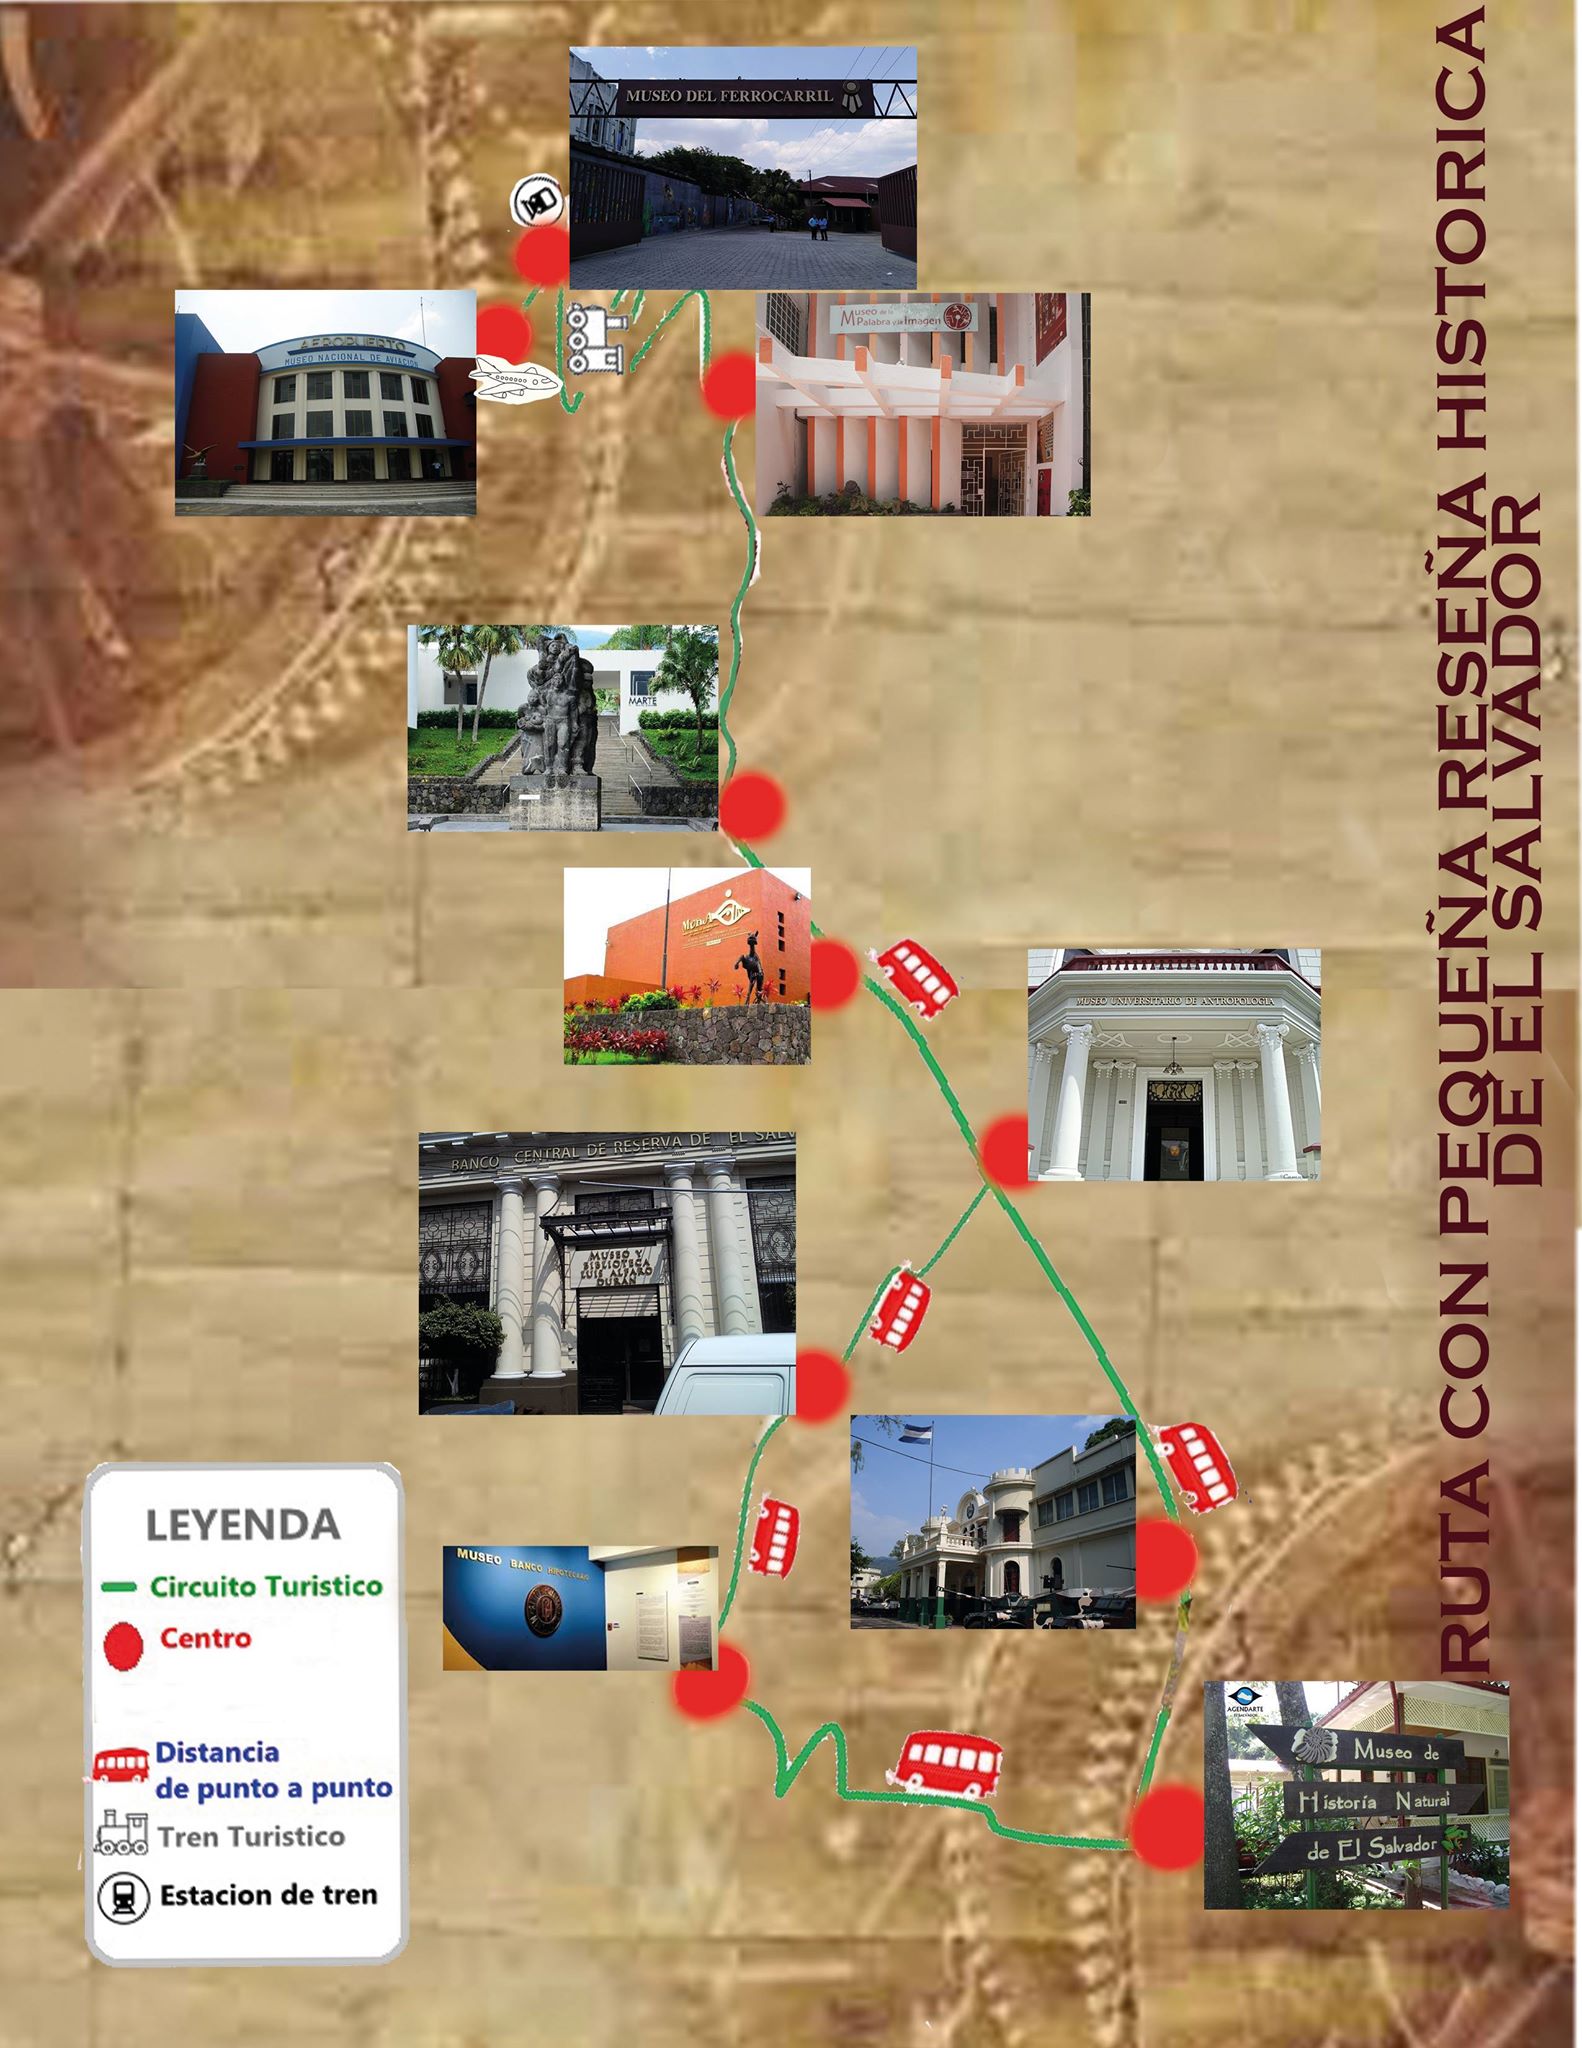 RUTA CON PEQUEÑA RESEÑA HISTORICA
DE EL SALVADOR
MUSEO DEL FERROCARRIL
AEROPUERTO
MUSEO NACIONAL DE AVIACION
Museo de la
Palabra y la Imagen
MARTE
MUNA
MUSEO UNIVERSITARIO DE ANTROPOLOGIA
BANCO CENTRAL DE RESERVA DE EL SALV
MUSEO Y
BIBLIOTECA
LUIS ALFARO
DURAN
MUSEO BANCO HIPOTECARIO
AGENDARTE
EL SALVADOR
Museo de
Historia Natural
de El Salvador
LEYENDA
Circuito Turistico
Centro
Distancia
de punto a punto
Tren Turistico
Estacion de tren